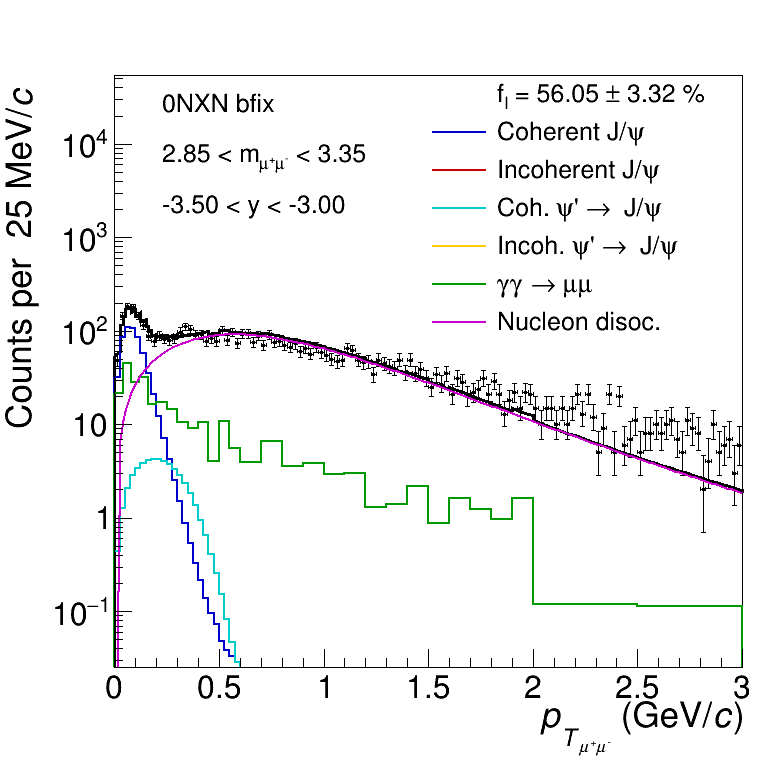 0NXN bfix
2.85 < mμ⁺μ⁻ < 3.35
-3.50 < y < -3.00
f_I = 56.05 ± 3.32 %
Coherent J/ψ
Incoherent J/ψ
Coh. ψ' → J/ψ
Incoh. ψ' → J/ψ
γγ → μμ
Nucleon disoc.
Counts per 25 MeV/c
10⁴
10³
10²
10
1
10⁻¹
0 0.5 1 1.5 2 2.5 3
p_T μ⁺μ⁻ (GeV/c)